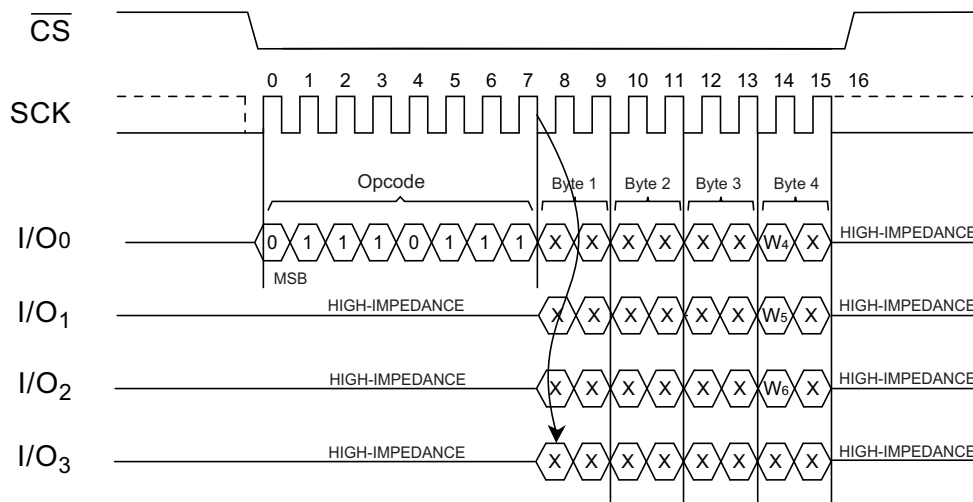 CS
0 1 2 3 4 5 6 7 8 9 10 11 12 13 14 15 16
SCK
Opcode Byte 1 Byte 2 Byte 3 Byte 4
I/O0 0 1 1 1 0 1 1 1 X X X X X X W4 X HIGH-IMPEDANCE
MSB
I/O1 HIGH-IMPEDANCE X X X X X X W5 X HIGH-IMPEDANCE
I/O2 HIGH-IMPEDANCE X X X X X X W6 X HIGH-IMPEDANCE
I/O3 HIGH-IMPEDANCE X X X X X X X X HIGH-IMPEDANCE